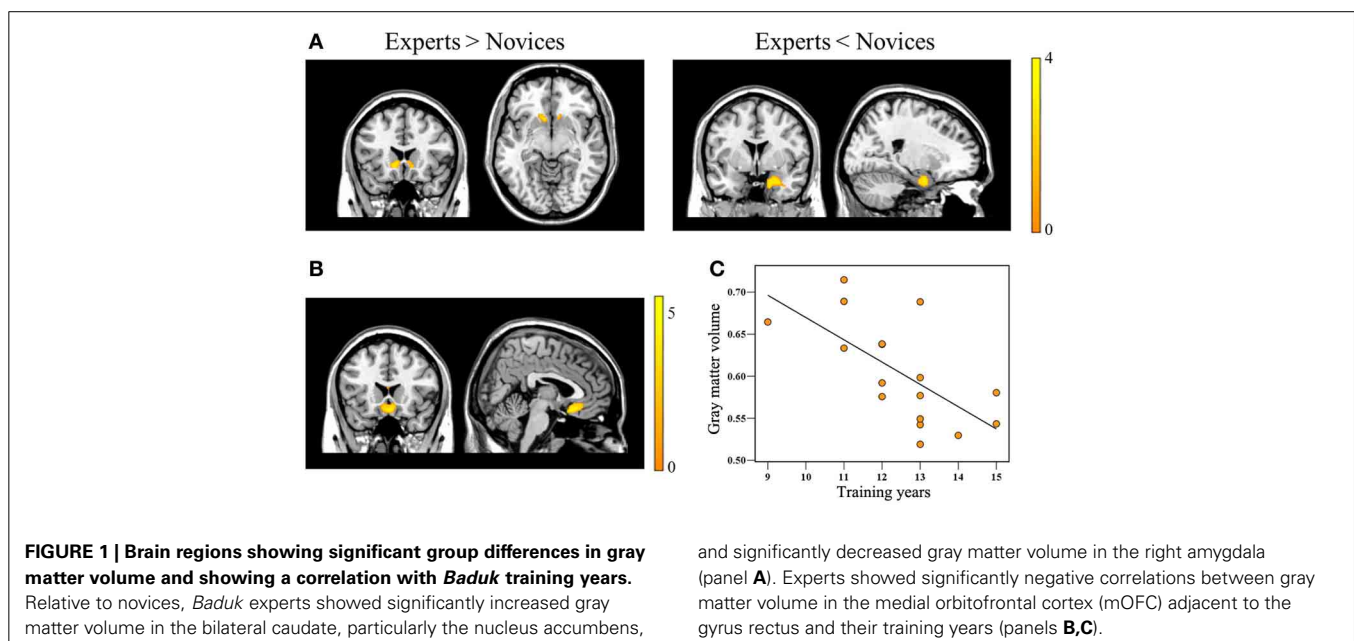 A
Experts > Novices
Experts < Novices
4
0
B
5
0
C
Gray matter volume
0.70
0.65
0.60
0.55
0.50
9 10 11 12 13 14 15
Training years
FIGURE 1 | Brain regions showing significant group differences in gray
matter volume and showing a correlation with Baduk training years.
Relative to novices, Baduk experts showed significantly increased gray
matter volume in the bilateral caudate, particularly the nucleus accumbens,
and significantly decreased gray matter volume in the right amygdala
(panel A). Experts showed significantly negative correlations between gray
matter volume in the medial orbitofrontal cortex (mOFC) adjacent to the
gyrus rectus and their training years (panels B,C).